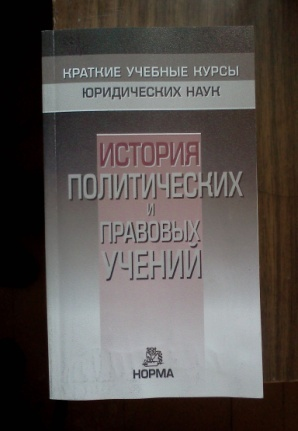 КРАТКИЕ УЧЕБНЫЕ КУРСЫ
ЮРИДИЧЕСКИХ НАУК
ИСТОРИЯ
ПОЛИТИЧЕСКИХ
И
ПРАВОВЫХ
УЧЕНИЙ
НОРМА